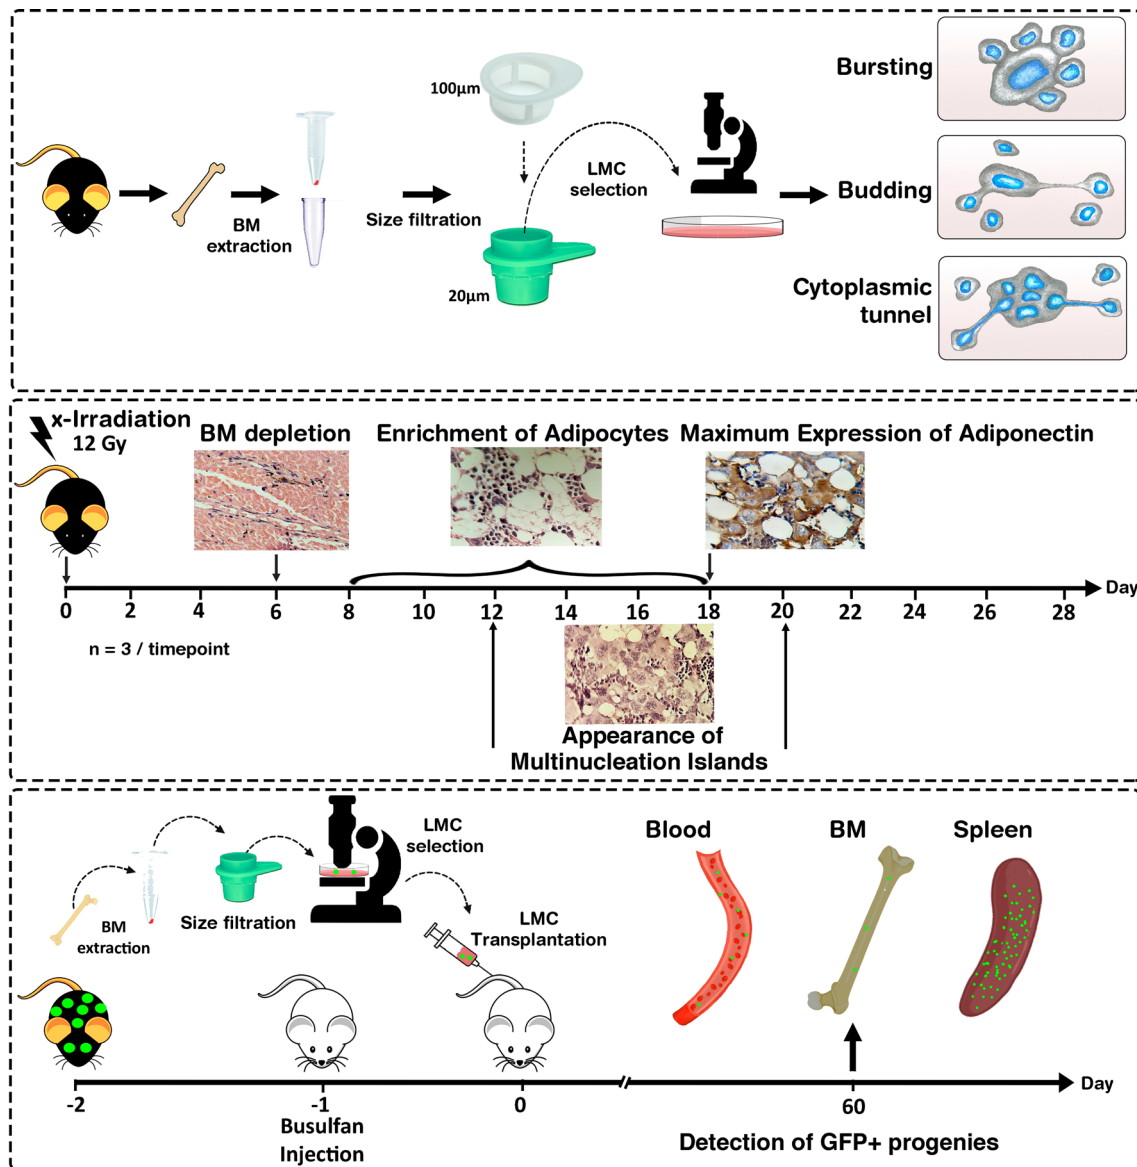 100µm
Bursting
LMC
selection
BM
extraction
Size filtration
Budding
20µm
Cytoplasmic
tunnel
x-Irradiation
12 Gy
BM depletion
Enrichment of Adipocytes
Maximum Expression of Adiponectin
Day
0 2 4 6 8 10 12 14 16 18 20 22 24 26 28
n = 3 / timepoint
Appearance of
Multinucleation Islands
LMC
selection
Size filtration
BM
extraction
LMC
Transplantation
Blood
BM
Spleen
Day
-2 -1 0 60
Busulfan
Injection
Detection of GFP+ progenies